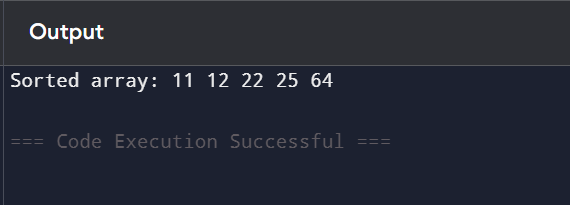 Output
Sorted array: 11 12 22 25 64
=== Code Execution Successful ===